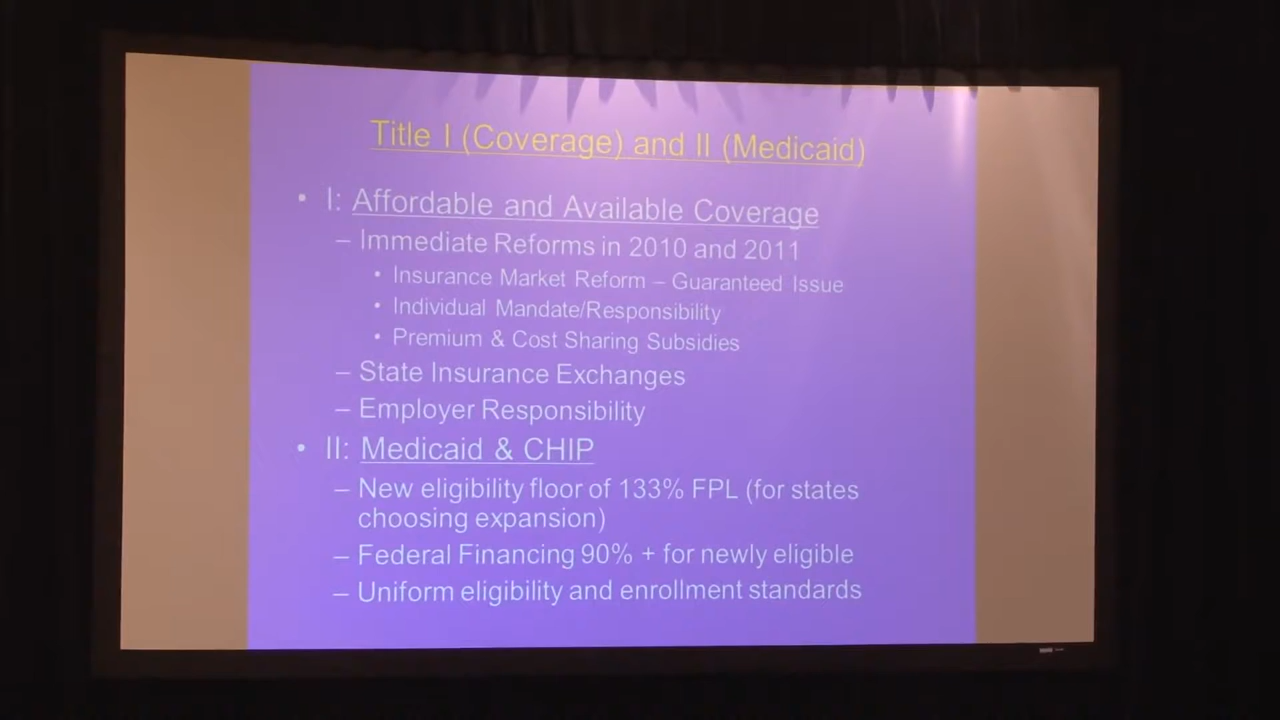 Title I (Coverage) and II (Medicaid)
• I: Affordable and Available Coverage
– Immediate Reforms in 2010 and 2011
• Insurance Market Reform – Guaranteed Issue
• Individual Mandate/Responsibility
• Premium & Cost Sharing Subsidies
– State Insurance Exchanges
– Employer Responsibility
• II: Medicaid & CHIP
– New eligibility floor of 133% FPL (for states
choosing expansion)
– Federal Financing 90% + for newly eligible
– Uniform eligibility and enrollment standards